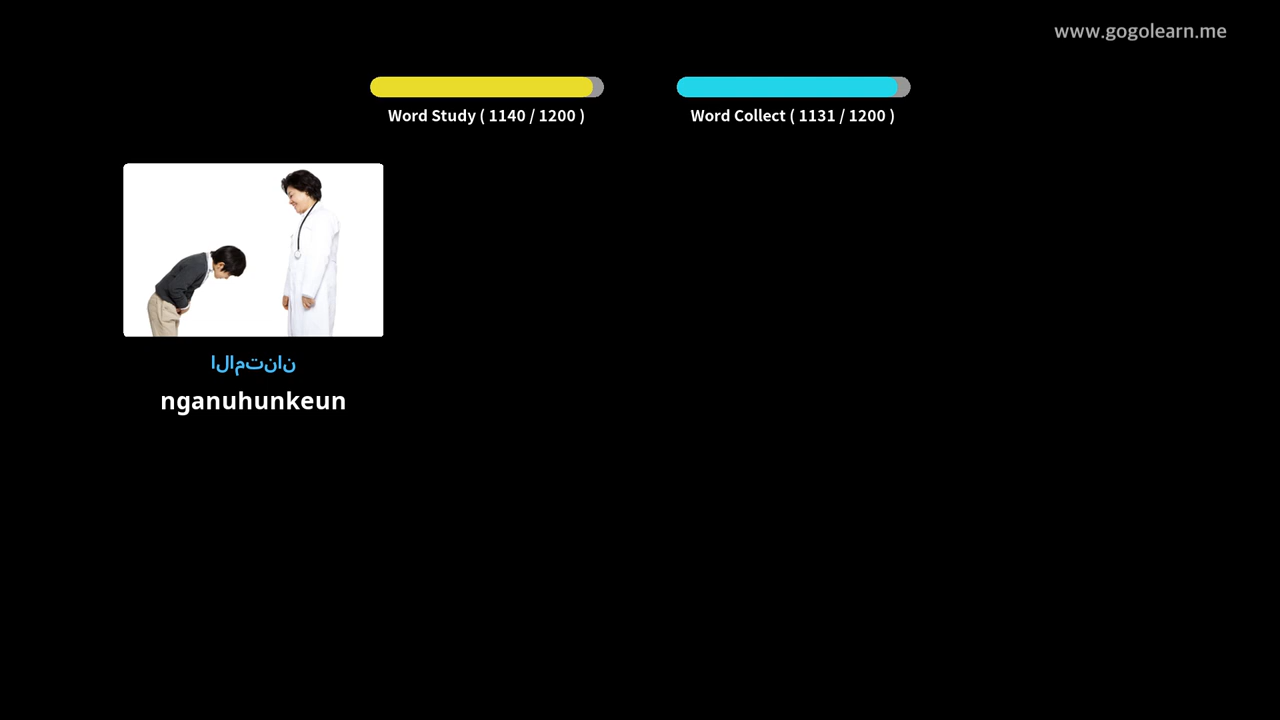 www.gogolearn.me
Word Study ( 1140 / 1200 )
Word Collect ( 1131 / 1200 )
الامتنان
nganuhunkeun